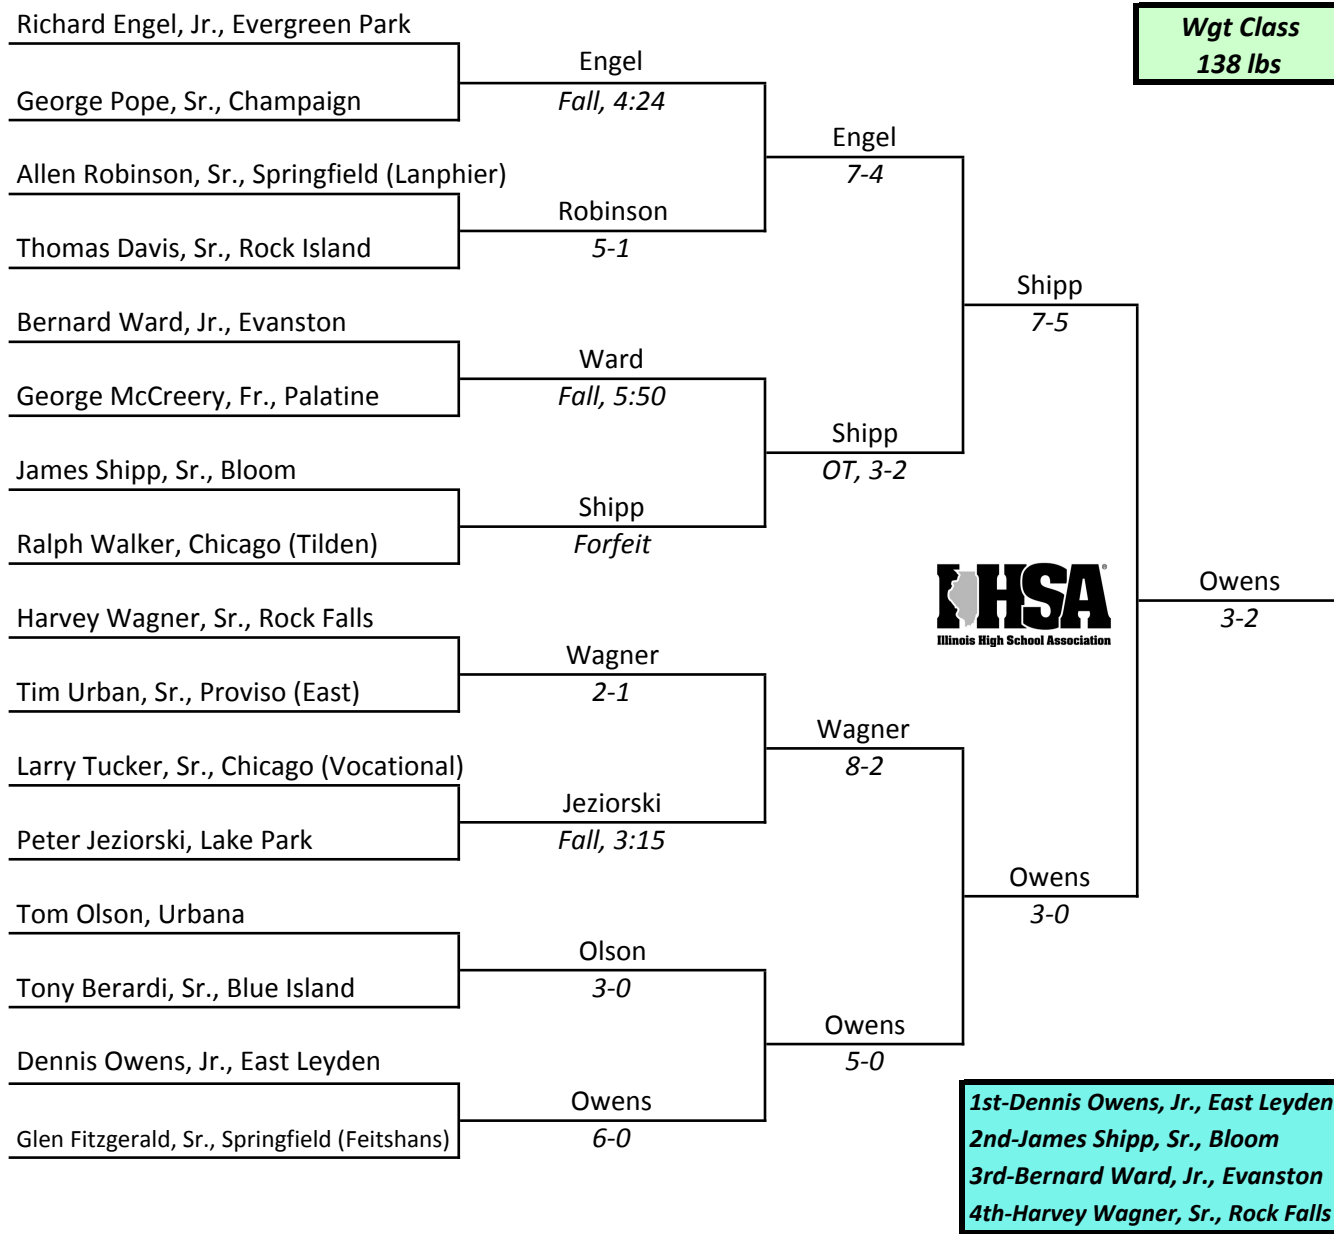 Richard Engel, Jr., Evergreen Park
Wgt Class
138 lbs
Engel
George Pope, Sr., Champaign
Fall, 4:24
Engel
Allen Robinson, Sr., Springfield (Lanphier)
7-4
Robinson
Thomas Davis, Sr., Rock Island
5-1
Shipp
Bernard Ward, Jr., Evanston
7-5
Ward
George McCreery, Fr., Palatine
Fall, 5:50
Shipp
James Shipp, Sr., Bloom
OT, 3-2
Shipp
Ralph Walker, Chicago (Tilden)
Forfeit
IHSA
®
Illinois High School Association
Owens
Harvey Wagner, Sr., Rock Falls
3-2
Wagner
Tim Urban, Sr., Proviso (East)
2-1
Wagner
Larry Tucker, Sr., Chicago (Vocational)
8-2
Jeziorski
Peter Jeziorski, Lake Park
Fall, 3:15
Owens
Tom Olson, Urbana
3-0
Olson
Tony Berardi, Sr., Blue Island
3-0
Owens
Dennis Owens, Jr., East Leyden
5-0
Owens
Glen Fitzgerald, Sr., Springfield (Feitshans)
6-0
1st-Dennis Owens, Jr., East Leyden
2nd-James Shipp, Sr., Bloom
3rd-Bernard Ward, Jr., Evanston
4th-Harvey Wagner, Sr., Rock Falls